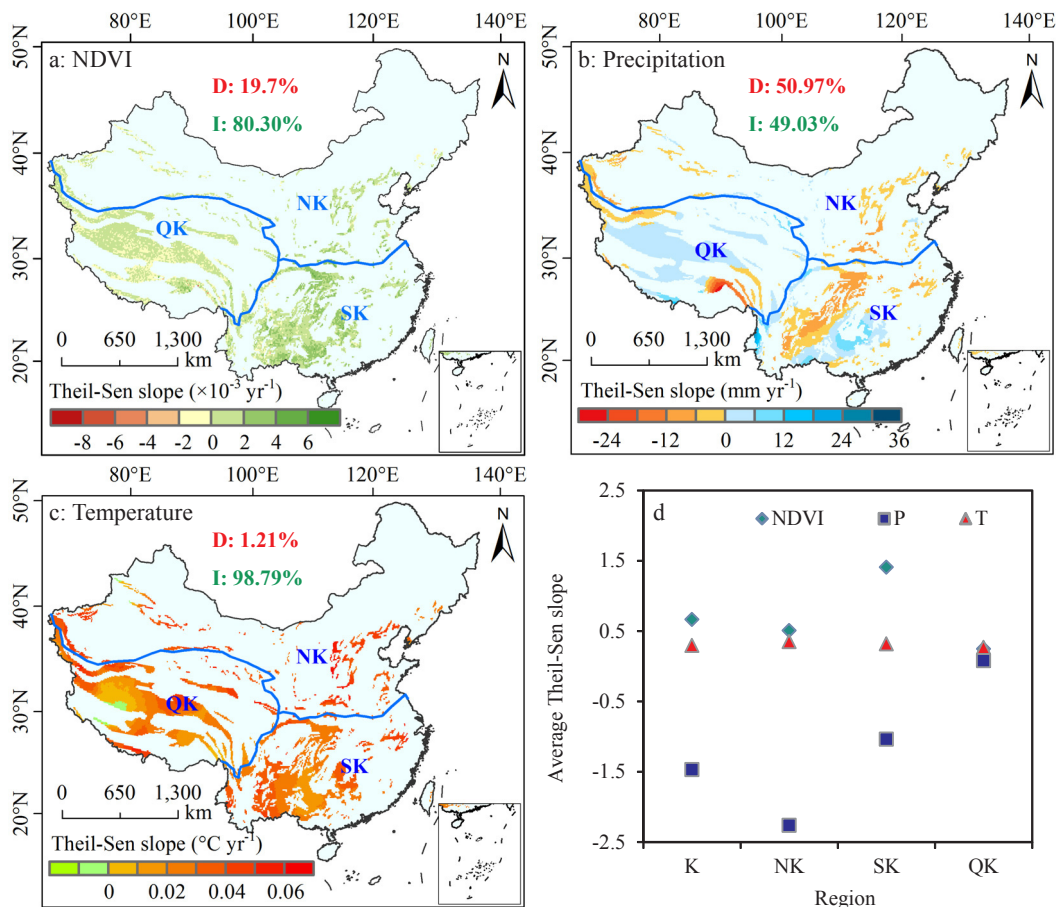 80°E 100°E 120°E 140°E
80°E 100°E 120°E 140°E
50°N
40°N
30°N
20°N
a: NDVI
N
D: 19.7%
I: 80.30%
NK
QK
SK
0 650 1,300
km
Theil-Sen slope (×10⁻³ yr⁻¹)
-8 -6 -4 -2 0 2 4 6
50°N
40°N
30°N
20°N
b: Precipitation
N
D: 50.97%
I: 49.03%
NK
QK
SK
0 650 1,300
km
Theil-Sen slope (mm yr⁻¹)
-24 -12 0 12 24 36
80°E 100°E 120°E 140°E
50°N
40°N
30°N
20°N
c: Temperature
N
D: 1.21%
I: 98.79%
NK
QK
SK
0 650 1,300
km
Theil-Sen slope (°C yr⁻¹)
0 0.02 0.04 0.06
d
NDVI P T
2.5
1.5
0.5
-0.5
-1.5
-2.5
Average Theil-Sen slope
K NK SK QK
Region